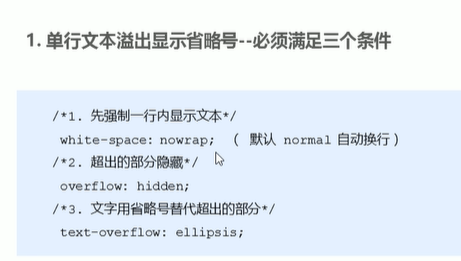 1. 单行文本溢出显示省略号--必须满足三个条件
/*1. 先强制一行内显示文本*/
white-space: nowrap; （ 默认 normal 自动换行）
/*2. 超出的部分隐藏*/
overflow: hidden;
/*3. 文字用省略号替代超出的部分*/
text-overflow: ellipsis;